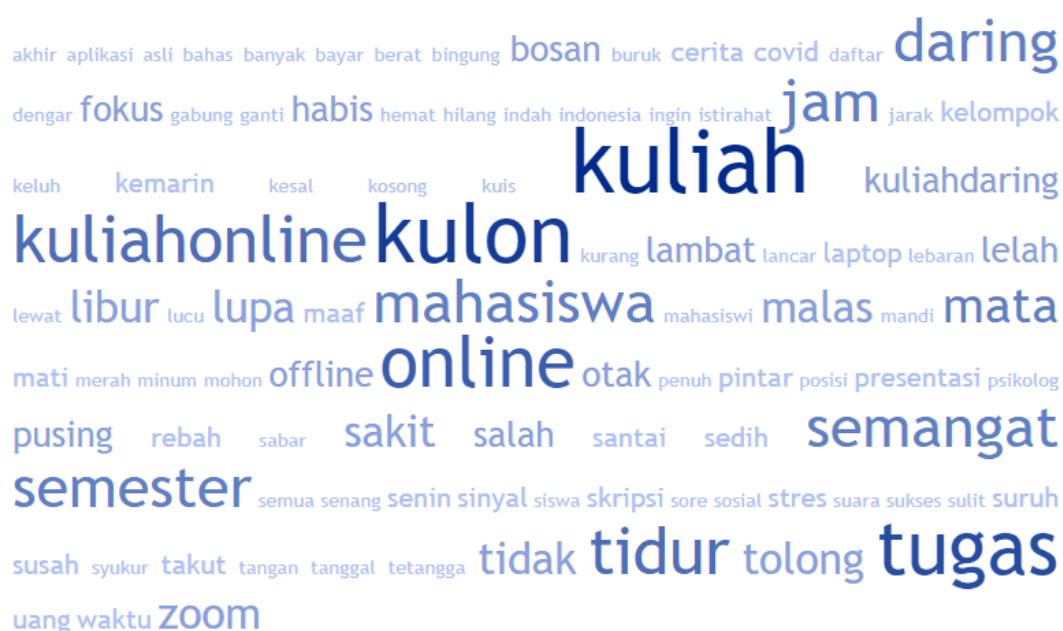 akhir aplikasi asli bahas banyak bayar berat bingung bosan buruk cerita covid daftar daring
dengar fokus gabung ganti habis hemat hilang indah indonesia ingin istirahat jam jarak kelompok
keluh kemarin kesal kosong kuis kuliah kuliahdaring
kuliahonline kulon kurang lambat lancar laptop lebaran lelah
lewat libur lucu lupa maaf mahasiswa mahasiswi malas mandi mata
mati merah minum mohon offline online otak penuh pintar posisi presentasi psikolog
pusing rebah sabar sakit salah santai sedih semangat
semester semua senang senin sinyal siswa skripsi sore sosial stres suara sukses sulit suruh
susah syukur takut tangan tanggal tetangga tidak tidur tolong tugas
uang waktu zoom